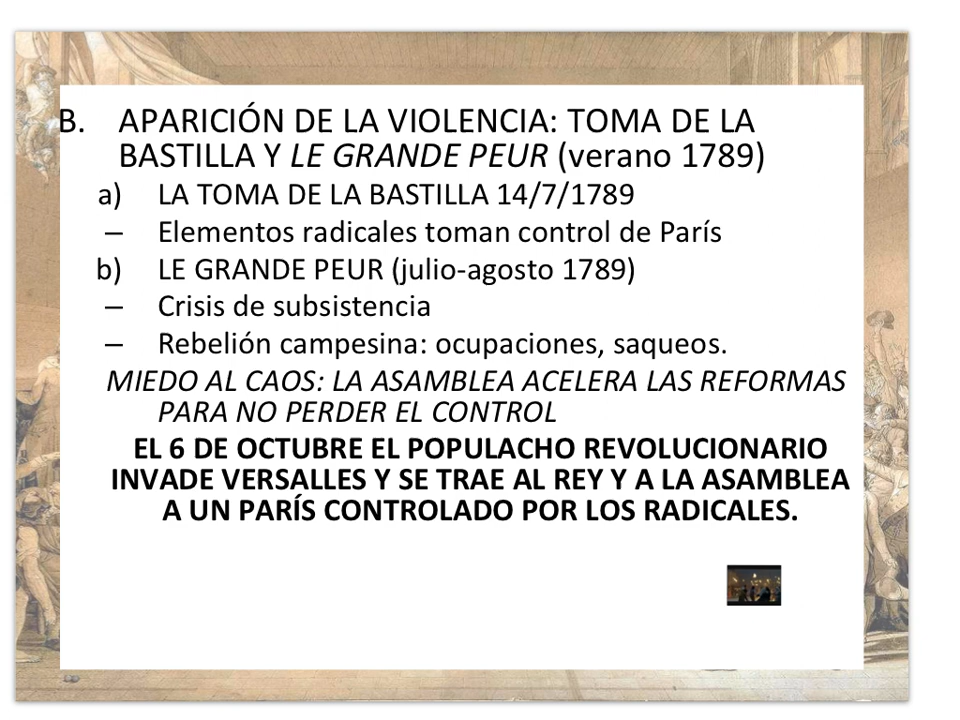 B. APARICIÓN DE LA VIOLENCIA: TOMA DE LA
BASTILLA Y LE GRANDE PEUR (verano 1789)
a) LA TOMA DE LA BASTILLA 14/7/1789
– Elementos radicales toman control de París
b) LE GRANDE PEUR (julio-agosto 1789)
– Crisis de subsistencia
– Rebelión campesina: ocupaciones, saqueos.
MIEDO AL CAOS: LA ASAMBLEA ACELERA LAS REFORMAS
PARA NO PERDER EL CONTROL
EL 6 DE OCTUBRE EL POPULACHO REVOLUCIONARIO
INVADE VERSALLES Y SE TRAE AL REY Y A LA ASAMBLEA
A UN PARÍS CONTROLADO POR LOS RADICALES.